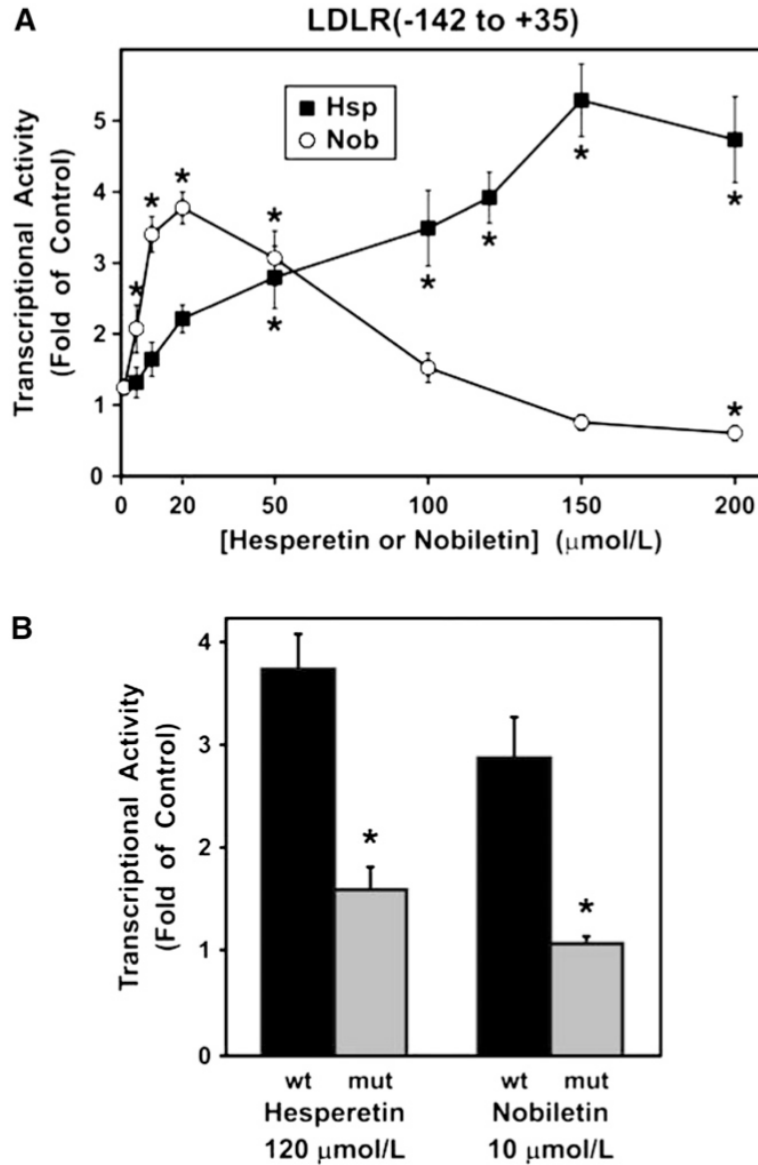 A
LDLR(-142 to +35)
Transcriptional Activity
(Fold of Control)
5
4
3
2
1
0
Hsp
Nob
* * * * * * * * * *
0 20 50 100 150 200
[Hesperetin or Nobiletin] (μmol/L)
B
Transcriptional Activity
(Fold of Control)
4
3
2
1
0
* *
wt mut wt mut
Hesperetin Nobiletin
120 μmol/L 10 μmol/L